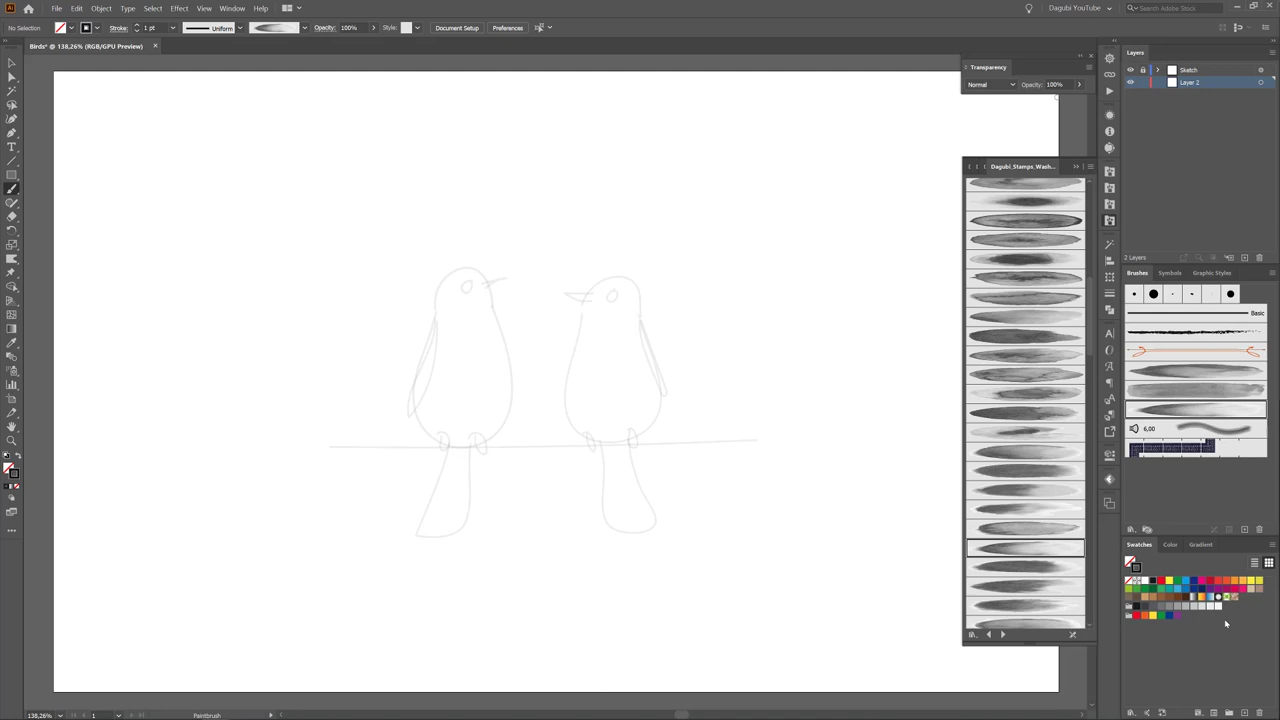 Ai File Edit Object Type Select Effect View Window Help Dagubi YouTube Search Adobe Stock
No Selection Stroke: 1 pt Uniform Opacity: 100% Style: Document Setup Preferences
Birds* @ 138,26% (RGB/GPU Preview)
Transparency
Normal Opacity: 100%
Dagubi_Stamps_Wash...
Layers
Sketch
Layer 2
2 Layers
Brushes Symbols Graphic Styles
Basic
6,00
Swatches Color Gradient
138,26% 1 Paintbrush